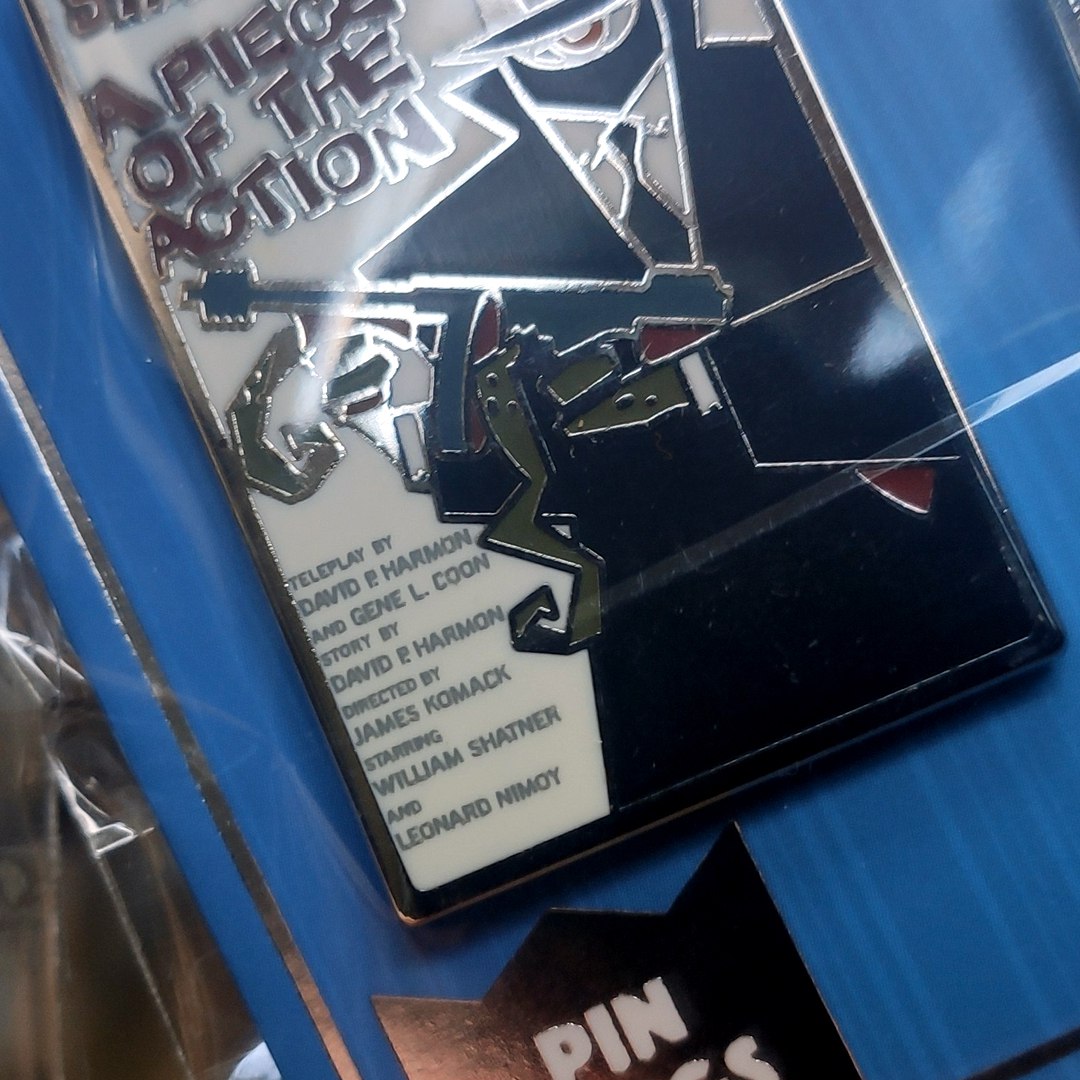 A PIECE
OF THE
ACTION
TELEPLAY BY
DAVID P. HARMON
AND GENE L. COON
STORY BY
DAVID P. HARMON
DIRECTED BY
JAMES KOMACK
STARRING
WILLIAM SHATNER
AND
LEONARD NIMOY
PIN